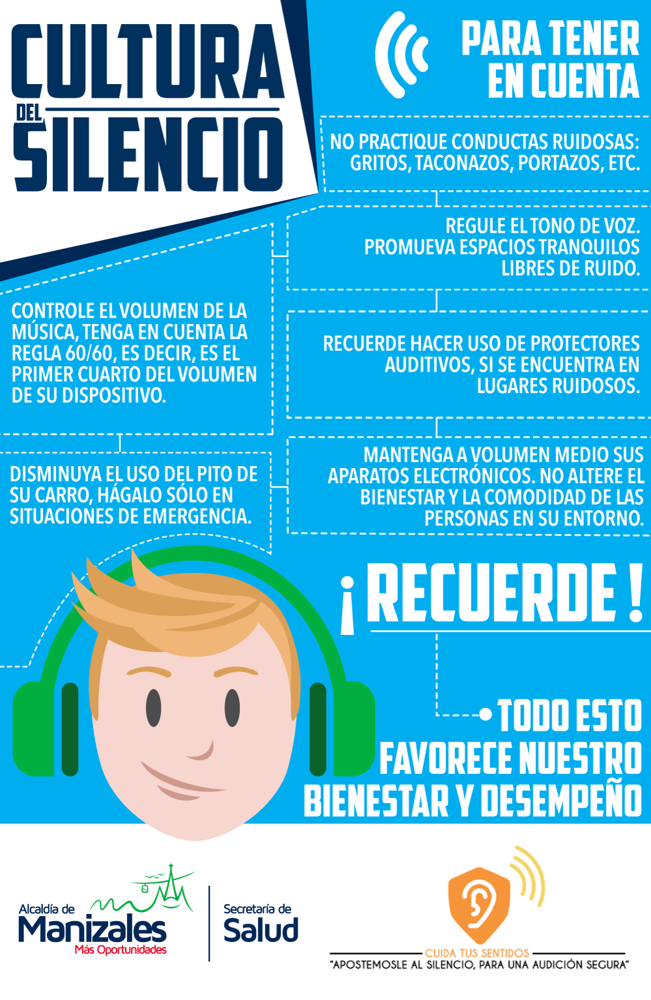 CULTURA
DEL
SILENCIO
PARA TENER
EN CUENTA
NO PRACTIQUE CONDUCTAS RUIDOSAS:
GRITOS, TACONAZOS, PORTAZOS, ETC.
REGULE EL TONO DE VOZ.
PROMUEVA ESPACIOS TRANQUILOS
LIBRES DE RUIDO.
CONTROLE EL VOLUMEN DE LA
MÚSICA, TENGA EN CUENTA LA
REGLA 60/60, ES DECIR, ES EL
PRIMER CUARTO DEL VOLUMEN
DE SU DISPOSITIVO.
RECUERDE HACER USO DE PROTECTORES
AUDITIVOS, SI SE ENCUENTRA EN
LUGARES RUIDOSOS.
DISMINUYA EL USO DEL PITO DE
SU CARRO, HÁGALO SÓLO EN
SITUACIONES DE EMERGENCIA.
MANTENGA A VOLUMEN MEDIO SUS
APARATOS ELECTRÓNICOS. NO ALTERE EL
BIENESTAR Y LA COMODIDAD DE LAS
PERSONAS EN SU ENTORNO.
¡RECUERDE!
TODO ESTO
FAVORECE NUESTRO
BIENESTAR Y DESEMPEÑO
Alcaldía de
Manizales
Más Oportunidades
Secretaría de
Salud
CUIDA TUS SENTIDOS
"APOSTEMOSLE AL SILENCIO, PARA UNA AUDICIÓN SEGURA"